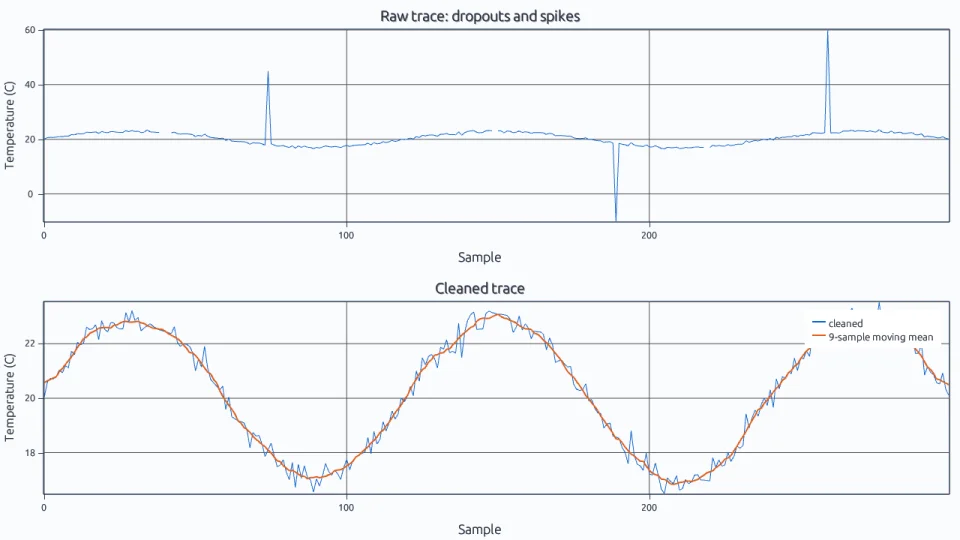 Raw trace: dropouts and spikes
Temperature (C)
60
40
20
0
0 100 200
Sample
Cleaned trace
Temperature (C)
22
20
18
cleaned
9-sample moving mean
0 100 200
Sample